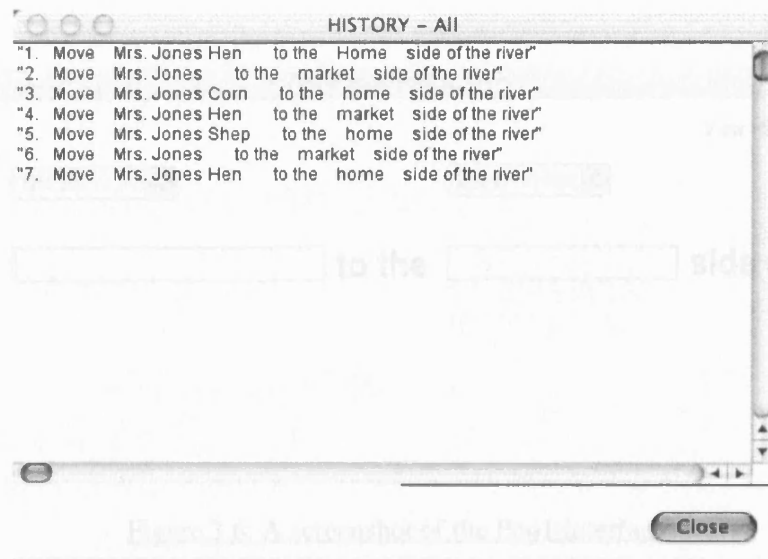 HISTORY – All
"1. Move Mrs. Jones Hen to the Home side of the river"
"2. Move Mrs. Jones to the market side of the river"
"3. Move Mrs. Jones Corn to the home side of the river"
"4. Move Mrs. Jones Hen to the market side of the river"
"5. Move Mrs. Jones Shep to the home side of the river"
"6. Move Mrs. Jones to the market side of the river"
"7. Move Mrs. Jones Hen to the home side of the river"
to the side
Close